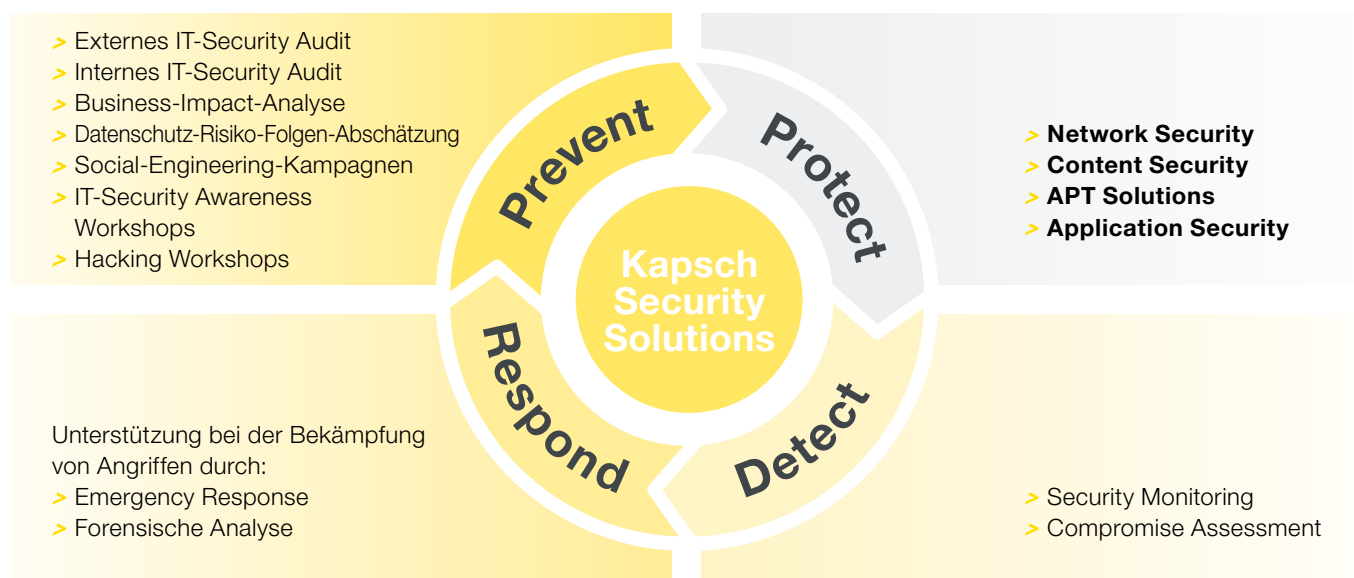 > Externes IT-Security Audit
> Internes IT-Security Audit
> Business-Impact-Analyse
> Datenschutz-Risiko-Folgen-Abschätzung
> Social-Engineering-Kampagnen
> IT-Security Awareness
Workshops
> Hacking Workshops
Prevent
Protect
> Network Security
> Content Security
> APT Solutions
> Application Security
Kapsch
Security
Solutions
Respond
Detect
Unterstützung bei der Bekämpfung
von Angriffen durch:
> Emergency Response
> Forensische Analyse
> Security Monitoring
> Compromise Assessment